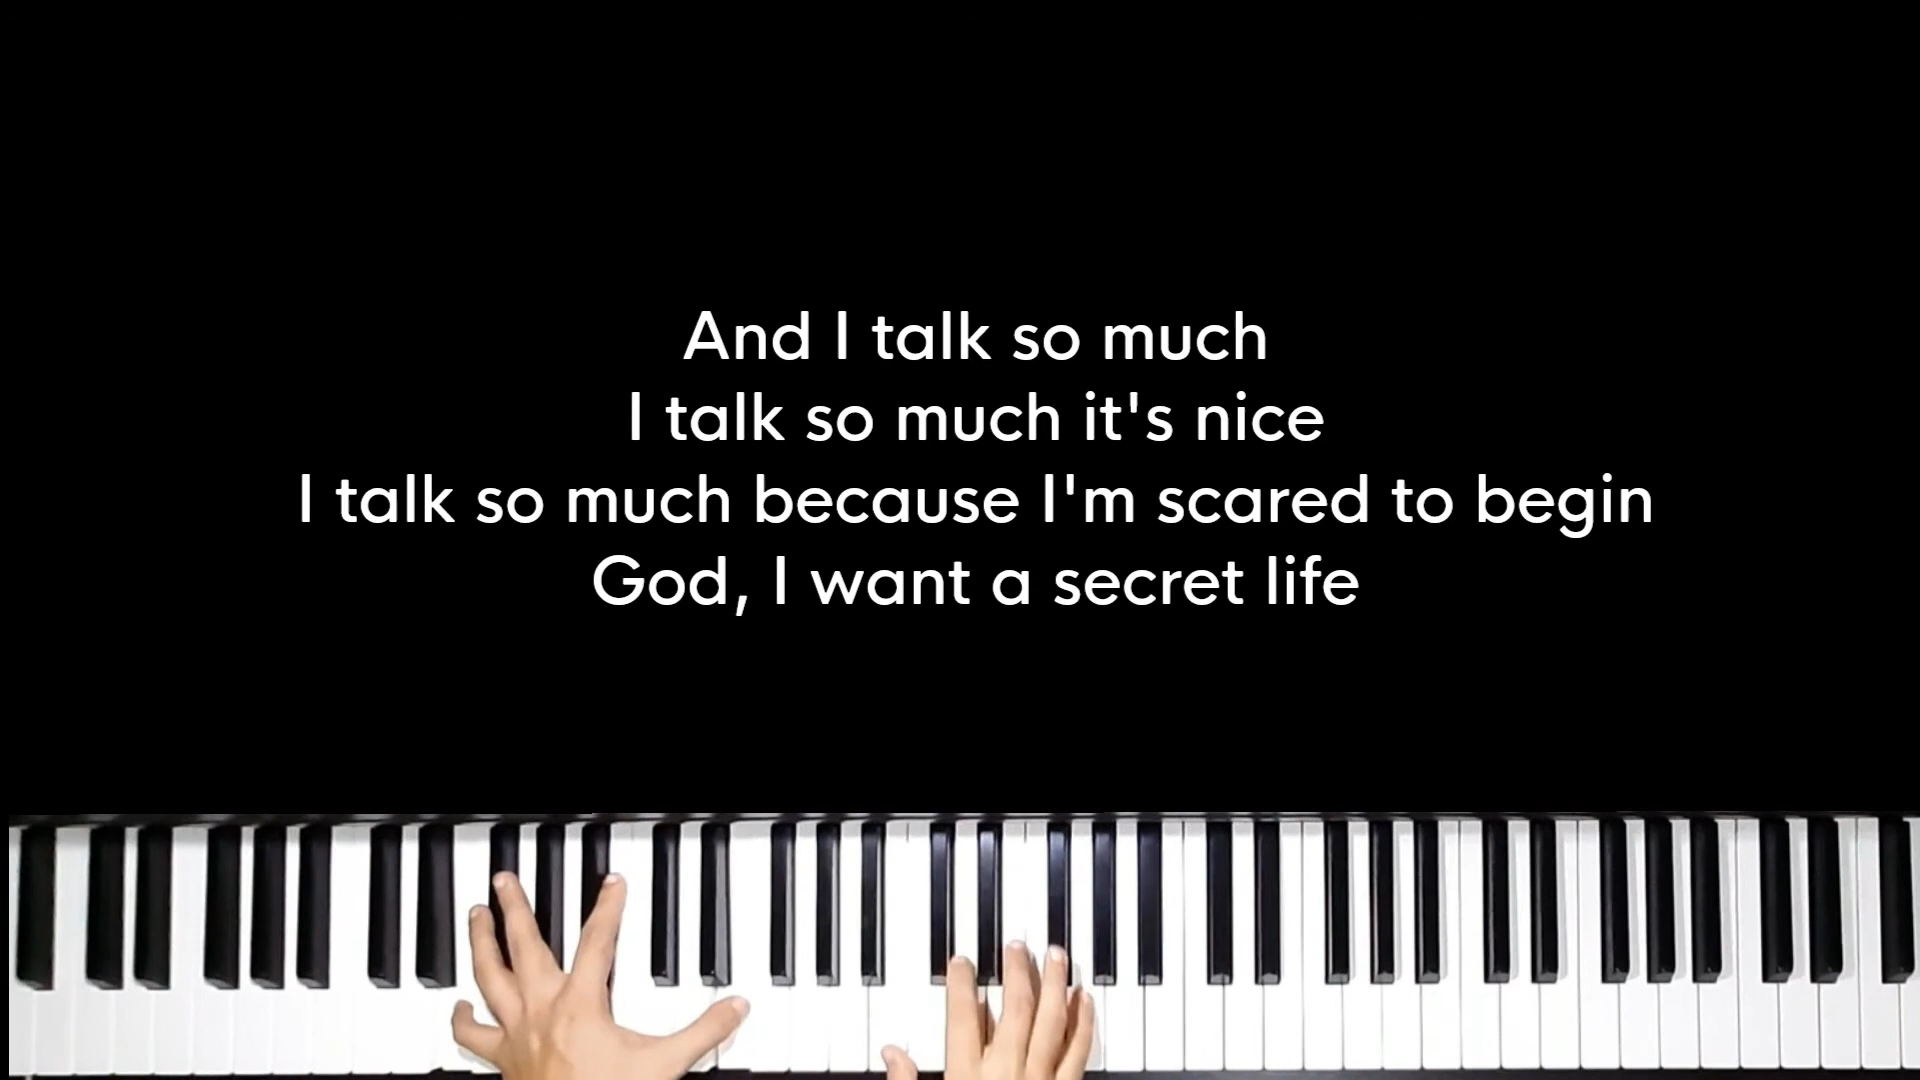 And I talk so much
I talk so much it's nice
I talk so much because I'm scared to begin
God, I want a secret life